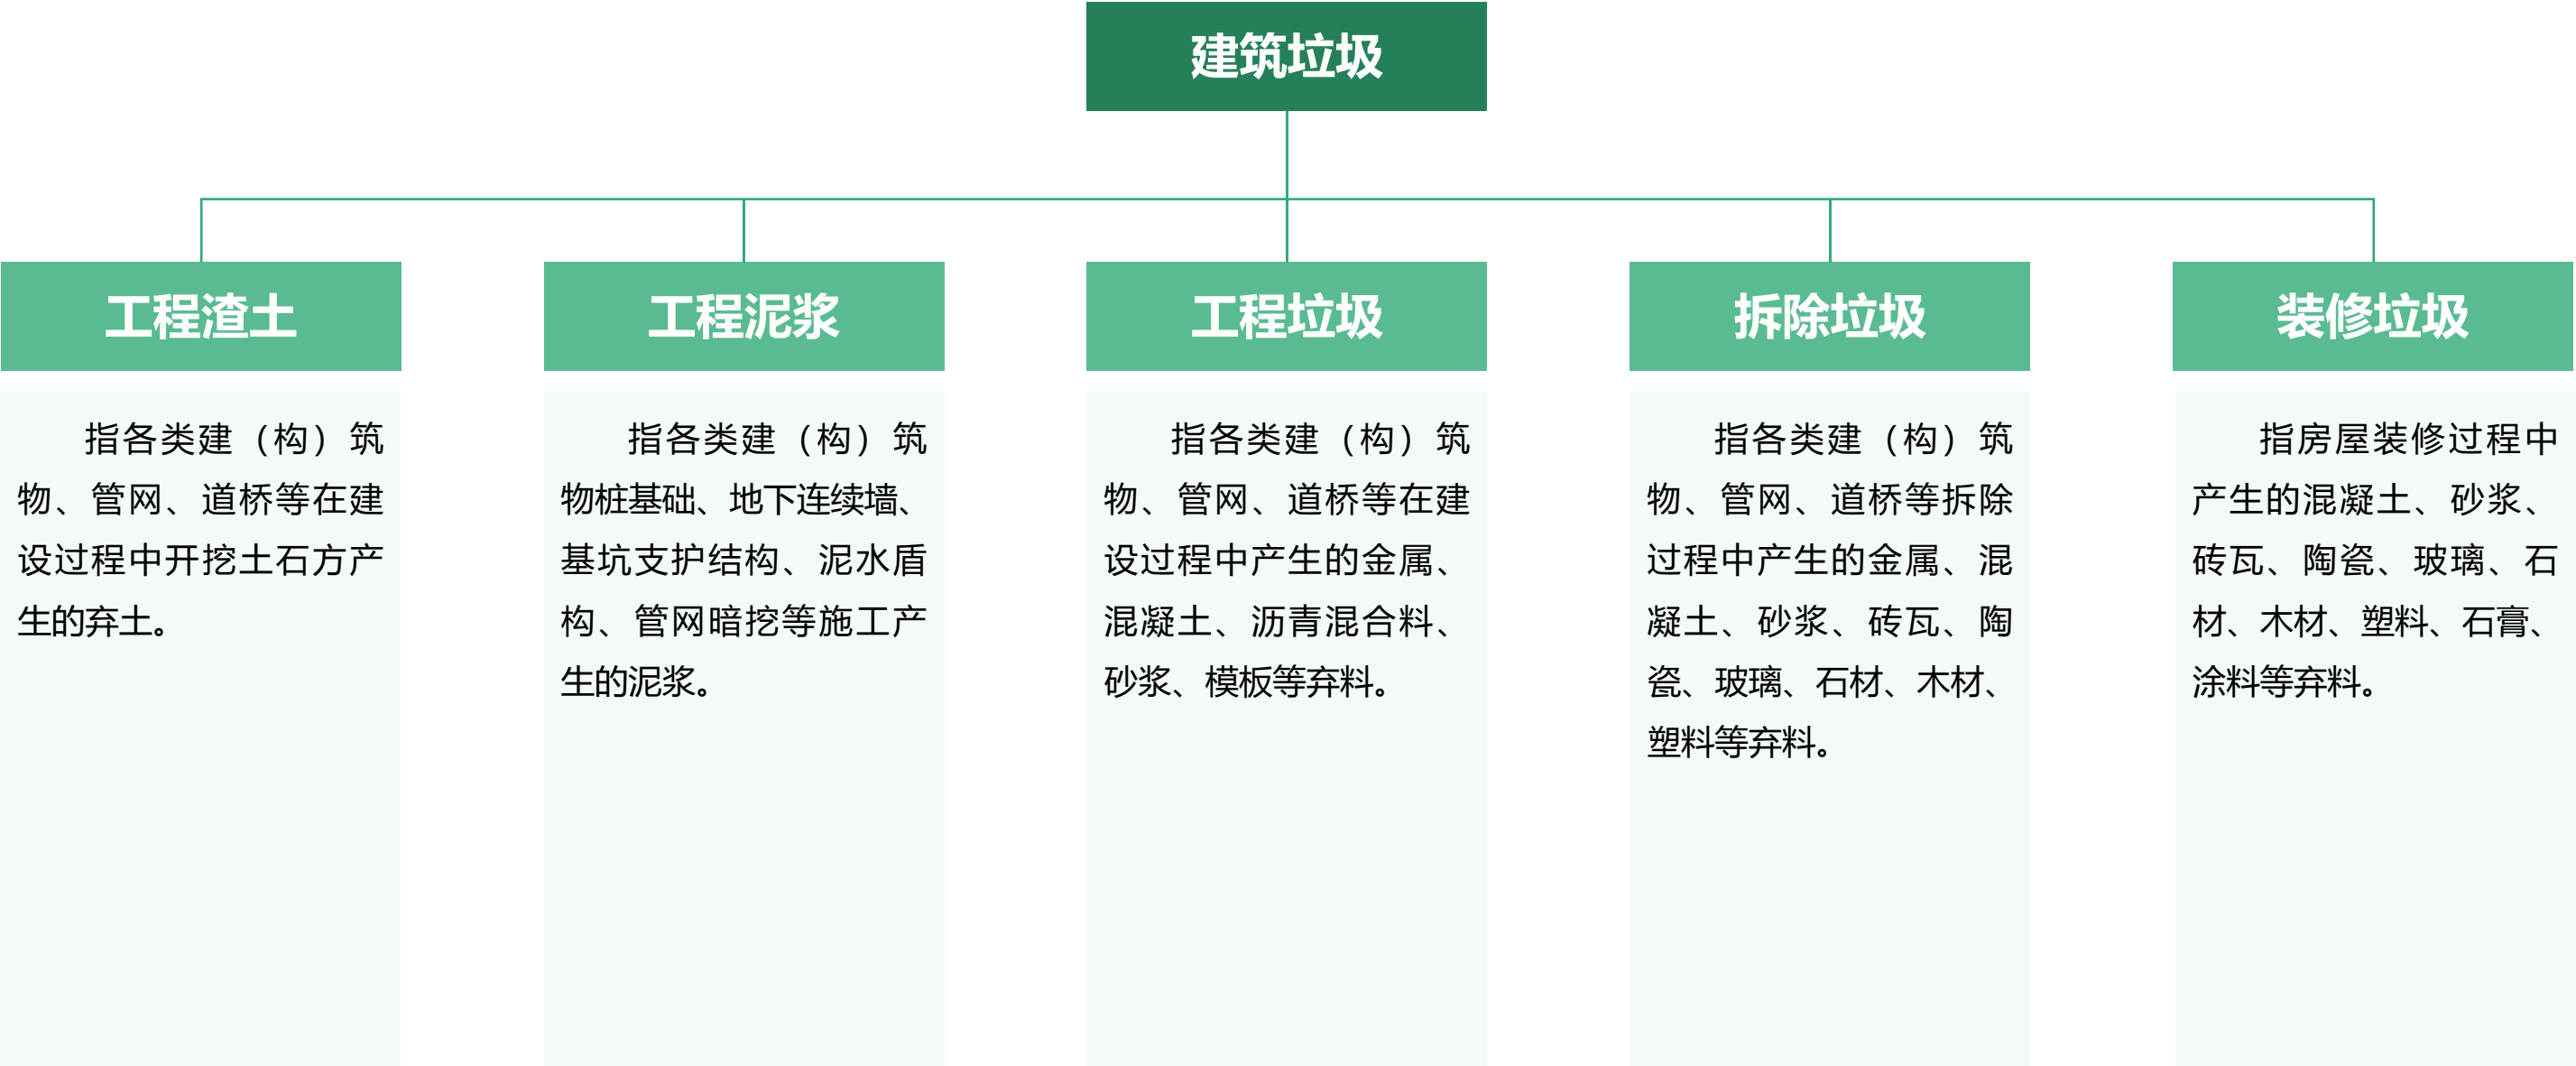 建筑垃圾
工程渣土
指各类建（构）筑
物、管网、道桥等在建
设过程中开挖土石方产
生的弃土。
工程泥浆
指各类建（构）筑
物桩基础、地下连续墙、
基坑支护结构、泥水盾
构、管网暗挖等施工产
生的泥浆。
工程垃圾
指各类建（构）筑
物、管网、道桥等在建
设过程中产生的金属、
混凝土、沥青混合料、
砂浆、模板等弃料。
拆除垃圾
指各类建（构）筑
物、管网、道桥等拆除
过程中产生的金属、混
凝土、砂浆、砖瓦、陶
瓷、玻璃、石材、木材、
塑料等弃料。
装修垃圾
指房屋装修过程中
产生的混凝土、砂浆、
砖瓦、陶瓷、玻璃、石
材、木材、塑料、石膏、
涂料等弃料。